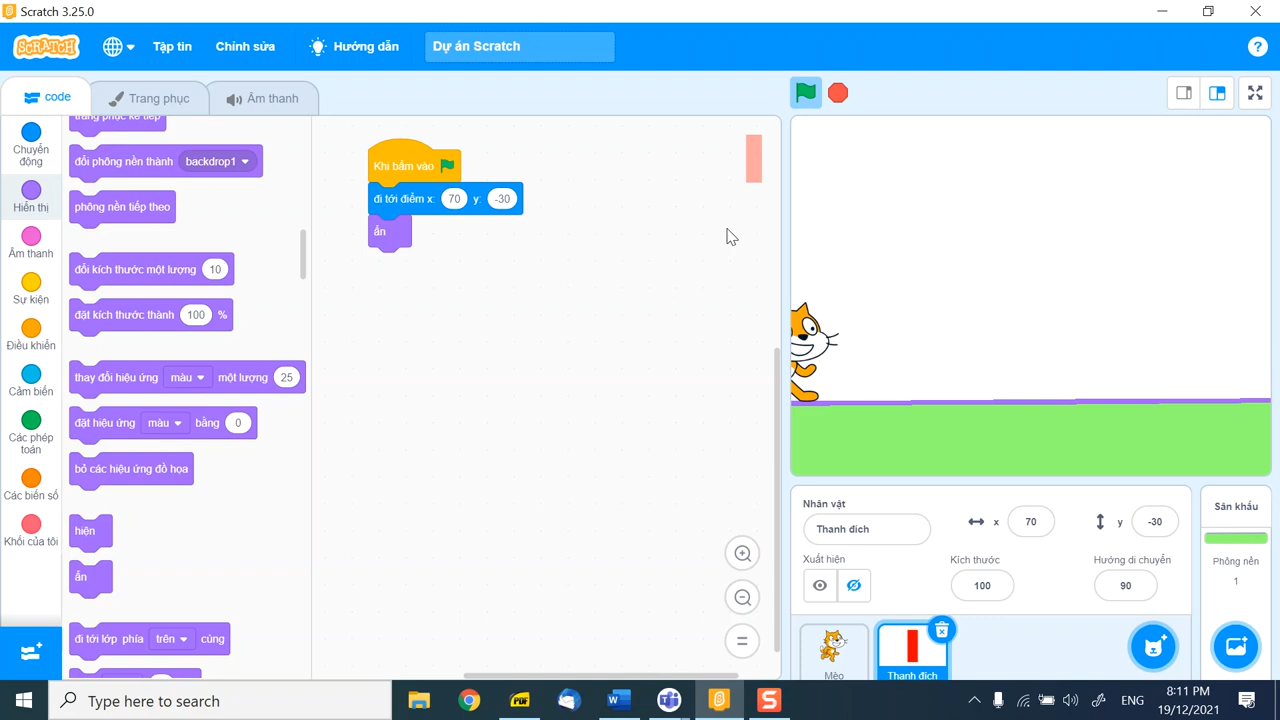 Scratch 3.25.0
SCRATCH
Tập tin
Chỉnh sửa
Hướng dẫn
Dự án Scratch
?
code
Trang phục
Âm thanh
Chuyển động
Hiển thị
Âm thanh
Sự kiện
Điều khiển
Cảm biến
Các phép toán
Các biến số
Khối của tôi
trang phục kế tiếp
đổi phông nền thành backdrop1
phông nền tiếp theo
đổi kích thước một lượng 10
đặt kích thước thành 100 %
thay đổi hiệu ứng màu một lượng 25
đặt hiệu ứng màu bằng 0
bỏ các hiệu ứng đồ họa
hiện
ẩn
đi tới lớp phía trên cùng
Khi bấm vào
đi tới điểm x: 70 y: -30
ẩn
Nhân vật
Thanh đích
x 70
y -30
Xuất hiện
Kích thước
100
Hướng di chuyển
90
Mèo
Thanh đích
Sân khấu
Phông nền
1
Type here to search
PDF
ENG
8:11 PM
19/12/2021